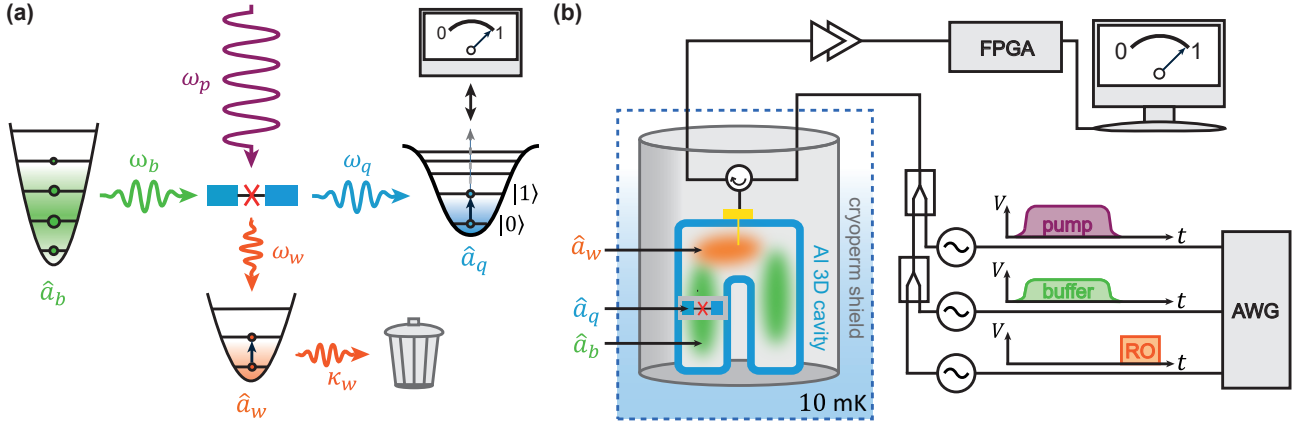 (a)
ω_p
0 1
ω_b
ω_q
|1⟩
|0⟩
â_b
ω_w
â_q
κ_w
â_w
(b)
FPGA
0 1
cryoperm shield
Al 3D cavity
â_w
â_q
â_b
10 mK
V
pump
t
V
buffer
t
V
RO
t
AWG